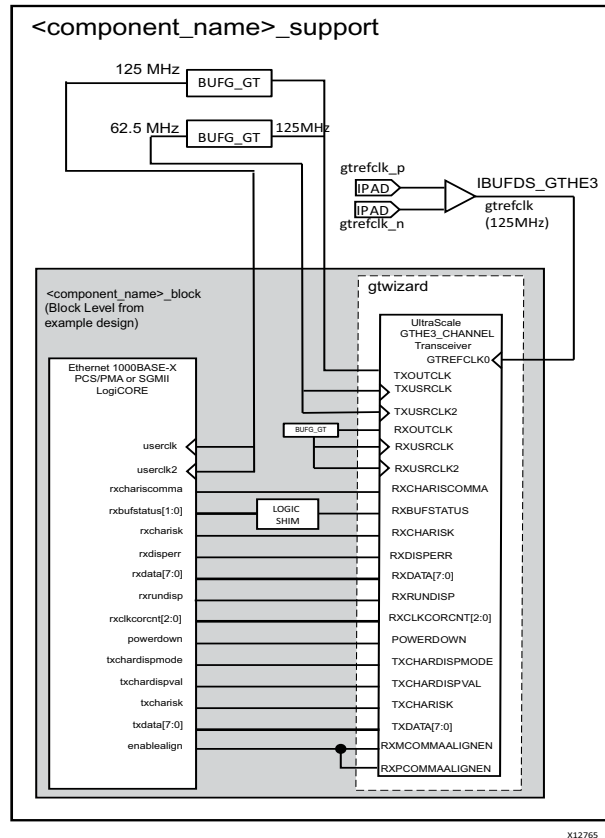 <component_name>_support
125 MHz
BUFG_GT
62.5 MHz
BUFG_GT
125MHz
gtrefclk_p
IPAD
IPAD
gtrefclk_n
IBUFDS_GTHE3
gtrefclk
(125MHz)
<component_name>_block
(Block Level from
example design)
gtwizard
Ethernet 1000BASE-X
PCS/PMA or SGMII
LogiCORE
UltraScale
GTHE3_CHANNEL
Transceiver
GTREFCLK0
TXOUTCLK
TXUSRCLK
TXUSRCLK2
BUFG_GT
RXOUTCLK
userclk
RXUSRCLK
userclk2
RXUSRCLK2
rxchariscomma
RXCHARISCOMMA
rxbufstatus[1:0]
LOGIC
SHIM
RXBUFSTATUS
rxcharisk
RXCHARISK
rxdisperr
RXDISPERR
rxdata[7:0]
RXDATA[7:0]
rxrundisp
RXRUNDISP
rxclkcorcnt[2:0]
RXCLKCORCNT[2:0]
powerdown
POWERDOWN
txchardispmode
TXCHARDISPMODE
txchardispval
TXCHARDISPVAL
txcharisk
TXCHARISK
txdata[7:0]
TXDATA[7:0]
enablealign
RXMCOMMAALIGNEN
RXPCOMMAALIGNEN
X12765